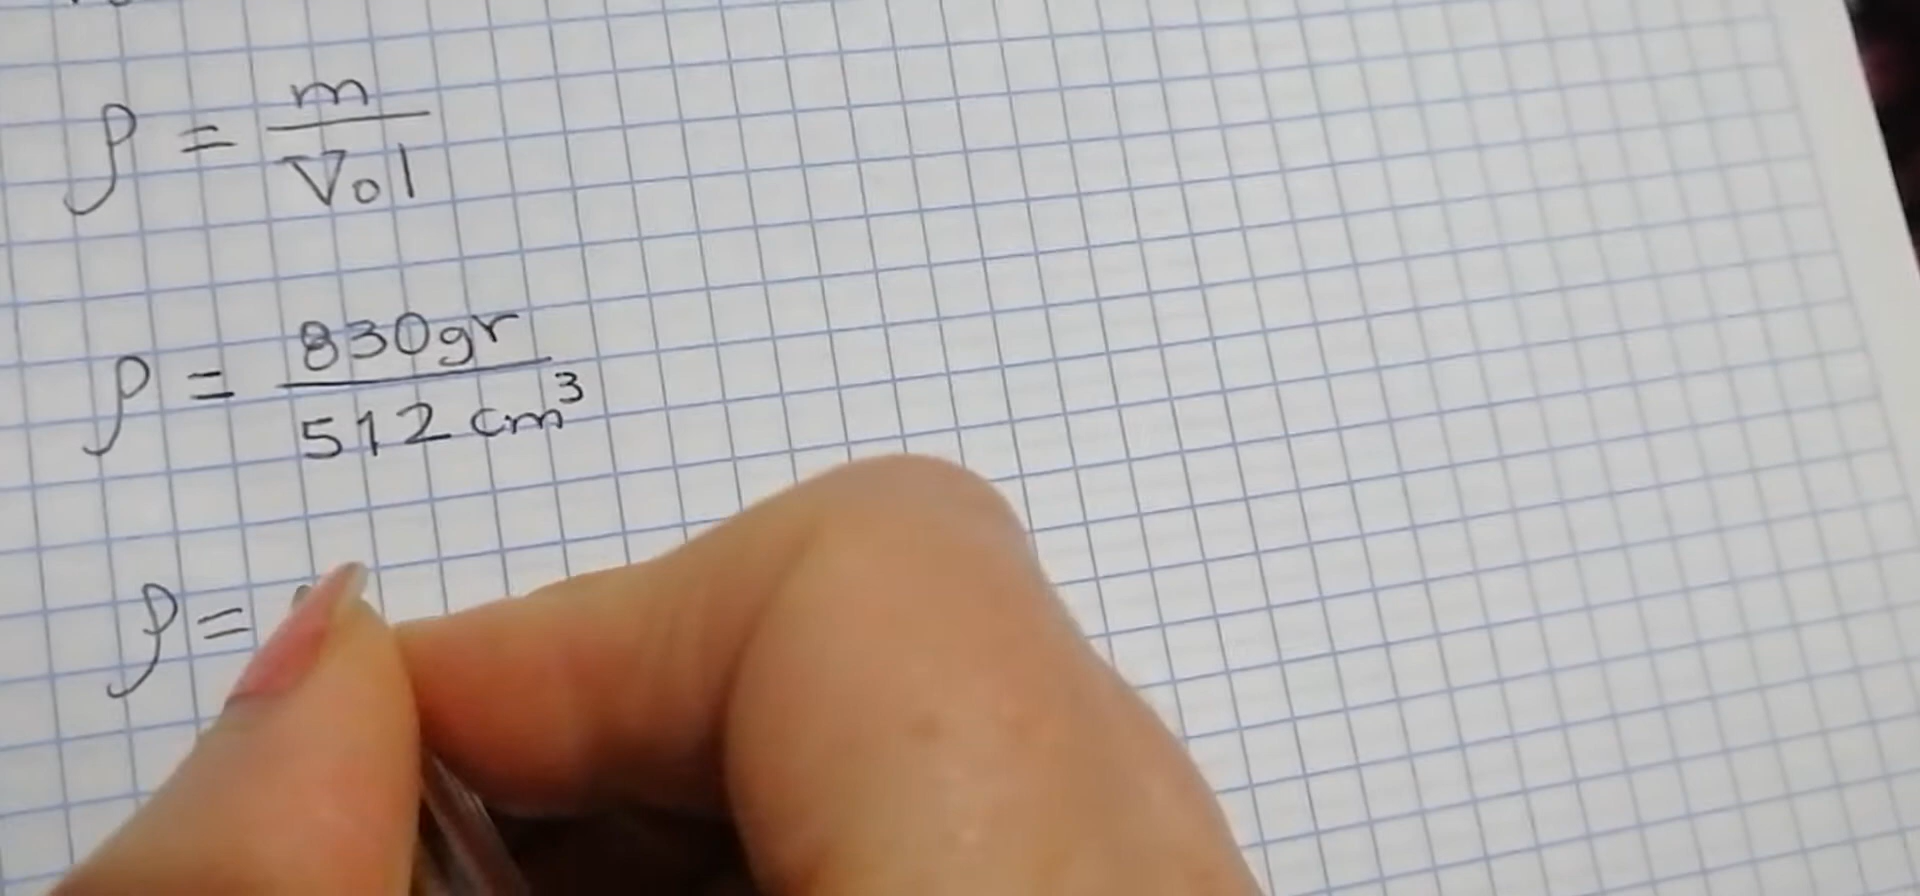 ρ = m / Vol
ρ = 830gr / 512 cm³
ρ =